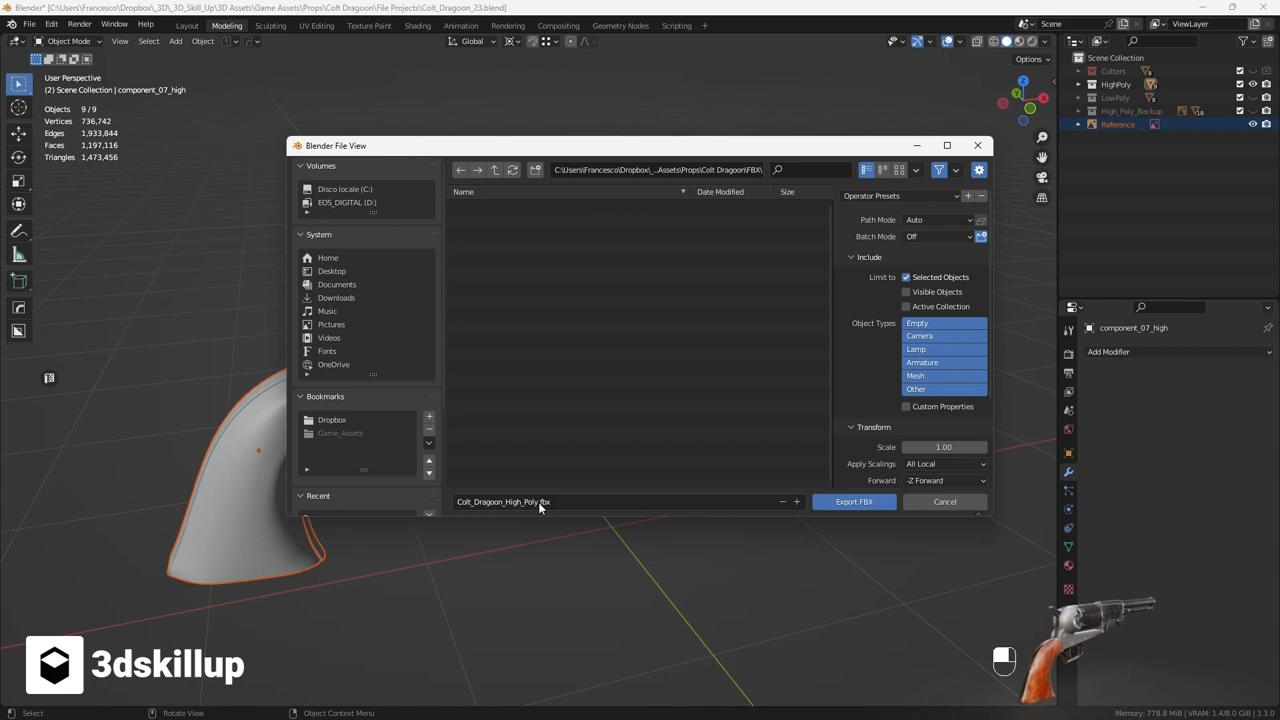 Blender* [C:\Users\Francesco\Dropbox\_3D\_3D_Skill_Up\3D Assets\Game Assets\Props\Colt Dragoon\File Projects\Colt_Dragoon_23.blend]
File Edit Render Window Help Layout Modeling Sculpting UV Editing Texture Paint Shading Animation Rendering Compositing Geometry Nodes Scripting + Scene ViewLayer
Object Mode View Select Add Object Global
Options
User Perspective
(2) Scene Collection | component_07_high
Objects 9 / 9
Vertices 736,742
Edges 1,933,844
Faces 1,197,116
Triangles 1,473,456
Z
Y
X
Scene Collection
Cutters
HighPoly
LowPoly
High_Poly_Backup
Reference
Blender File View
Volumes
Disco locale (C:)
EOS_DIGITAL (D:)
System
Home
Desktop
Documents
Downloads
Music
Pictures
Videos
Fonts
OneDrive
Bookmarks
Dropbox
Game_Assets
Recent
C:\Users\Francesco\Dropbox\_...Assets\Props\Colt Dragoon\FBX\
Name Date Modified Size
Colt_Dragoon_High_Poly.fbx
Operator Presets
Path Mode Auto
Batch Mode Off
Include
Limit to Selected Objects
Visible Objects
Active Collection
Object Types Empty
Camera
Lamp
Armature
Mesh
Other
Custom Properties
Transform
Scale 1.00
Apply Scalings All Local
Forward -Z Forward
Export FBX Cancel
component_07_high
Add Modifier
3dskillup
Select Rotate View Object Context Menu Memory: 778.8 MiB | VRAM: 1.4/8.0 GiB | 3.3.0